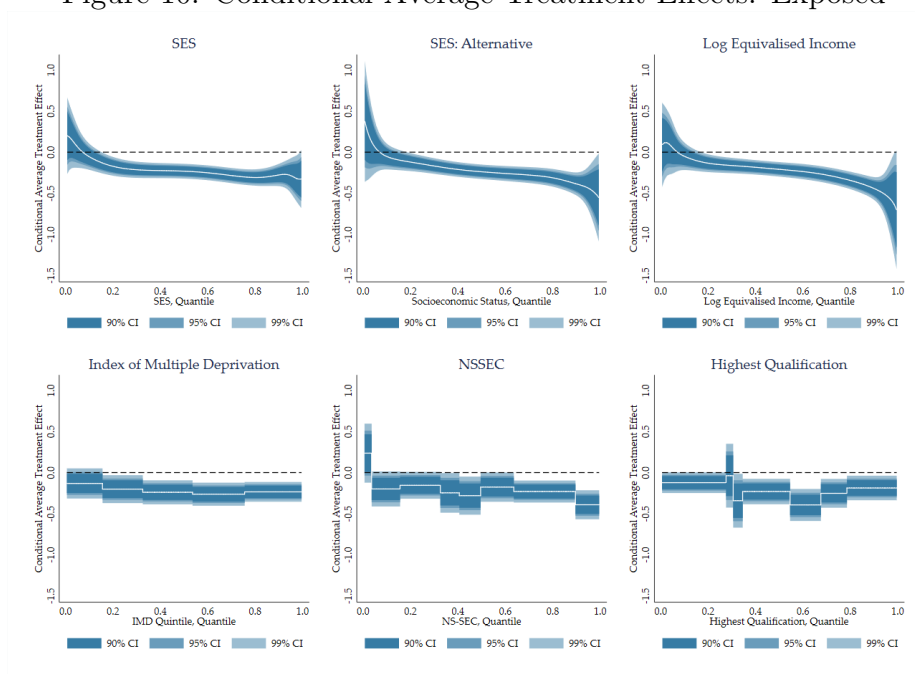 Figure 10: Conditional Average Treatment Effects: Exposed
SES
Conditional Average Treatment Effect
1.0
0.5
0.0
-0.5
-1.0
-1.5
0.0 0.2 0.4 0.6 0.8 1.0
SES, Quantile
90% CI 95% CI 99% CI
SES: Alternative
Conditional Average Treatment Effect
1.0
0.5
0.0
-0.5
-1.0
-1.5
0.0 0.2 0.4 0.6 0.8 1.0
Socioeconomic Status, Quantile
90% CI 95% CI 99% CI
Log Equivalised Income
Conditional Average Treatment Effect
1.0
0.5
0.0
-0.5
-1.0
-1.5
0.0 0.2 0.4 0.6 0.8 1.0
Log Equivalised Income, Quantile
90% CI 95% CI 99% CI
Index of Multiple Deprivation
Conditional Average Treatment Effect
1.0
0.5
0.0
-0.5
-1.0
-1.5
0.0 0.2 0.4 0.6 0.8 1.0
IMD Quintile, Quantile
90% CI 95% CI 99% CI
NSSEC
Conditional Average Treatment Effect
1.0
0.5
0.0
-0.5
-1.0
-1.5
0.0 0.2 0.4 0.6 0.8 1.0
NS-SEC, Quantile
90% CI 95% CI 99% CI
Highest Qualification
Conditional Average Treatment Effect
1.0
0.5
0.0
-0.5
-1.0
-1.5
0.0 0.2 0.4 0.6 0.8 1.0
Highest Qualification, Quantile
90% CI 95% CI 99% CI